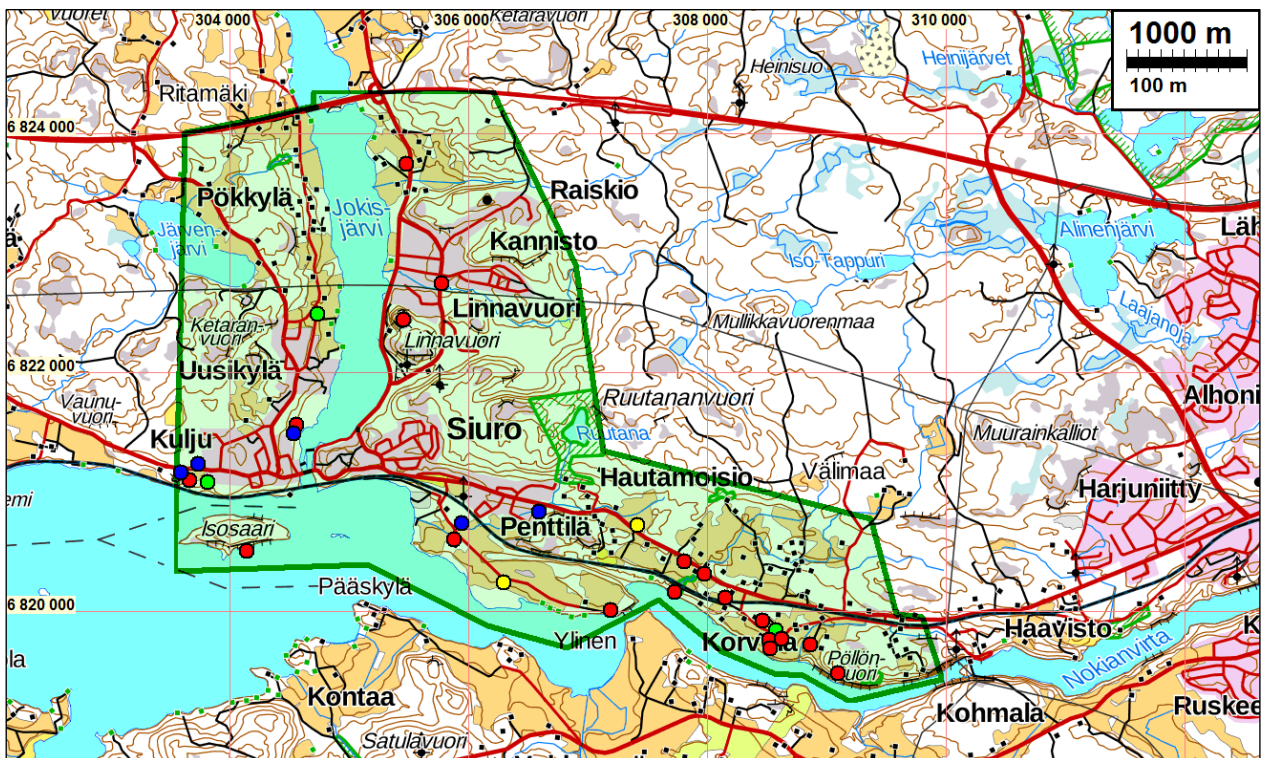 304 000
306 000
308 000
310 000
1000 m
100 m
Vuoret
Ketaravuori
Heinisuo
Heinijärvet
Ritamäki
6 824 000
Pökkylä
Jokis-
järvi
Raiskio
Järven-
järvi
Kannisto
Alinenjärvi
Iso-Tappuri
Linnavuori
Ketaran-
vuori
Linnavuori
Mullikkavuorenmaa
Laajanoja
6 822 000
Uusikylä
Vaunu-
vuori
Ruutananvuori
Alhoni
Kulju
Siuro
Ruutana
Muurainkalliot
Hautamoisio
Välimaa
Harjuniitty
emi
Isosaari
Penttilä
Pääskylä
6 820 000
Ylinen
Haavisto
Nokianvirta
Pöllön-
vuori
Kontaa
Kohmala
Satulavuori